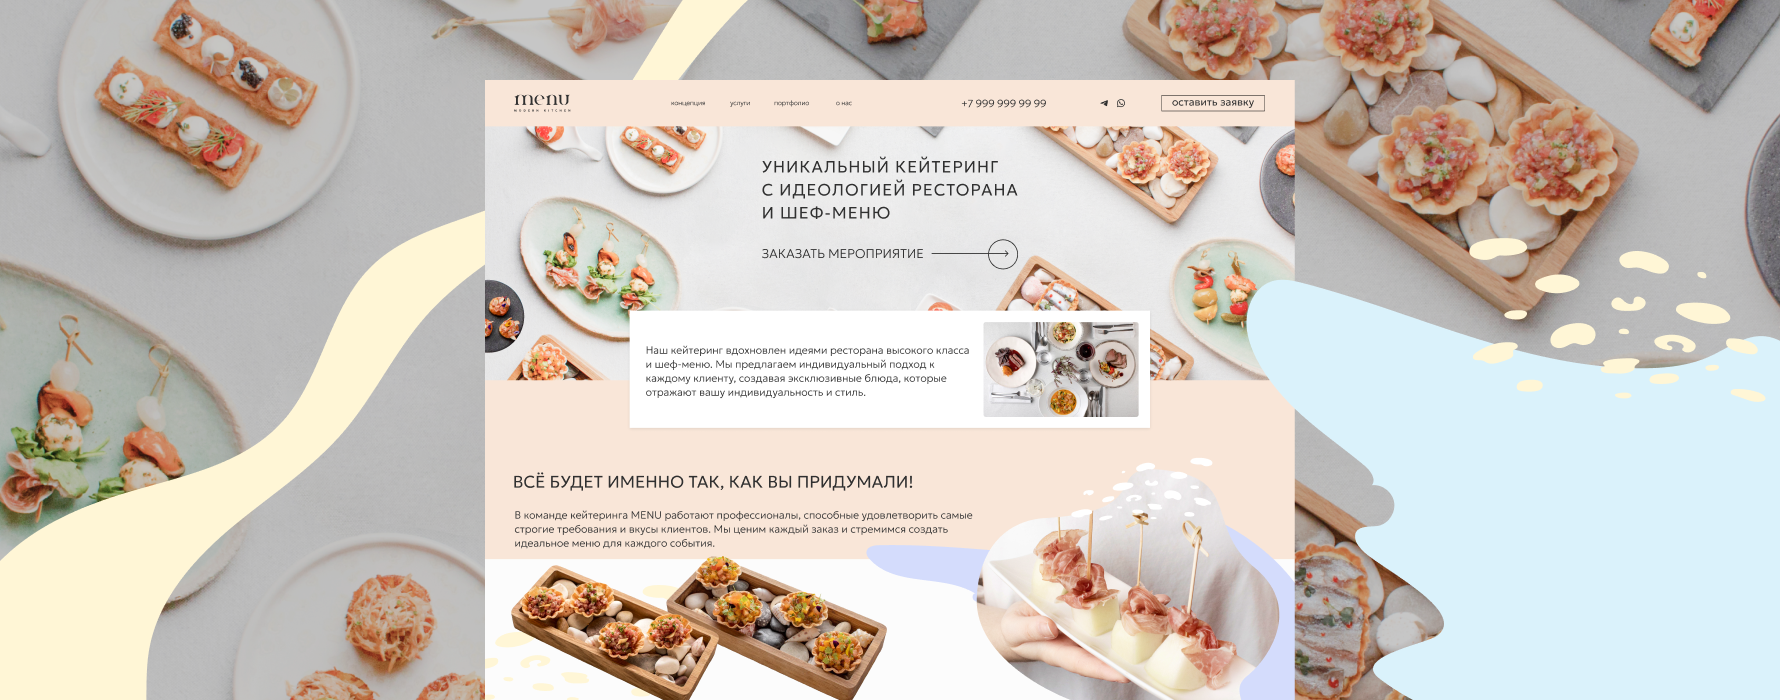 menu
MODERN KITCHEN
концепция
услуги
портфолио
о нас
+7 999 999 99 99
оставить заявку
УНИКАЛЬНЫЙ КЕЙТЕРИНГ
С ИДЕОЛОГИЕЙ РЕСТОРАНА
И ШЕФ-МЕНЮ
ЗАКАЗАТЬ МЕРОПРИЯТИЕ
Наш кейтеринг вдохновлен идеями ресторана высокого класса
и шеф-меню. Мы предлагаем индивидуальный подход к
каждому клиенту, создавая эксклюзивные блюда, которые
отражают вашу индивидуальность и стиль.
ВСЁ БУДЕТ ИМЕННО ТАК, КАК ВЫ ПРИДУМАЛИ!
В команде кейтеринга MENU работают профессионалы, способные удовлетворить самые
строгие требования и вкусы клиентов. Мы ценим каждый заказ и стремимся создать
идеальное меню для каждого события.